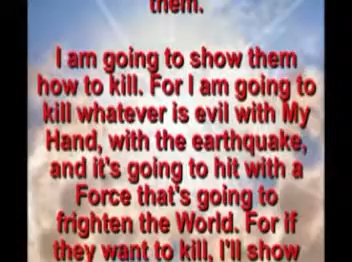 them.
I am going to show them
how to kill. For I am going to
kill whatever is evil with My
Hand, with the earthquake,
and it's going to hit with a
Force that's going to
frighten the World. For if
they want to kill, I'll show